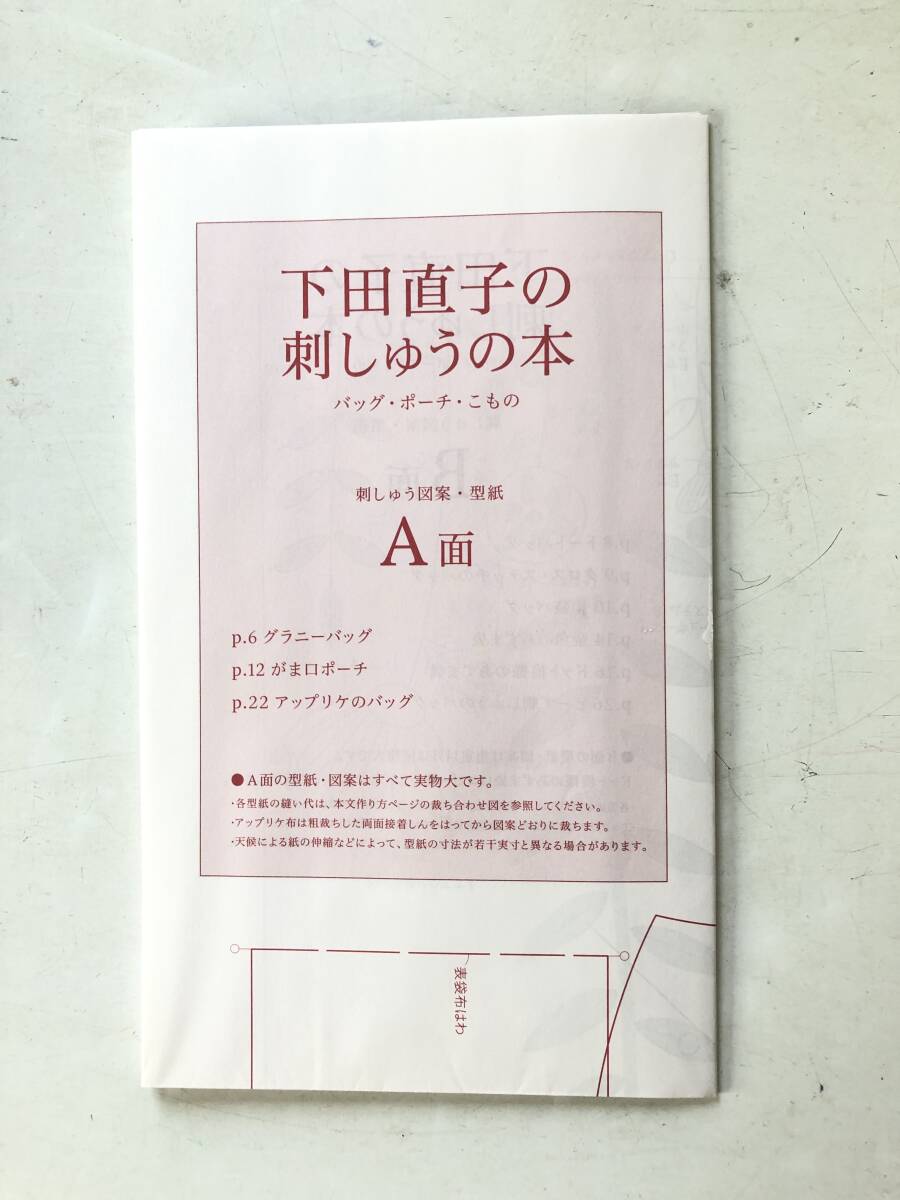 下田直子の
刺しゅうの本
バッグ・ポーチ・こもの
刺しゅう図案・型紙
A面
p.6 グラニーバッグ
p.12 がま口ポーチ
p.22 アップリケのバッグ
●A面の型紙・図案はすべて実物大です。
・各型紙の縫い代は、本文作り方ページの裁ち合わせ図を参照してください。
・アップリケ布は粗裁ちした両面接着しんをはってから図案どおりに裁ちます。
・天候による紙の伸縮などによって、型紙の寸法が若干実寸と異なる場合があります。
表袋布はわ